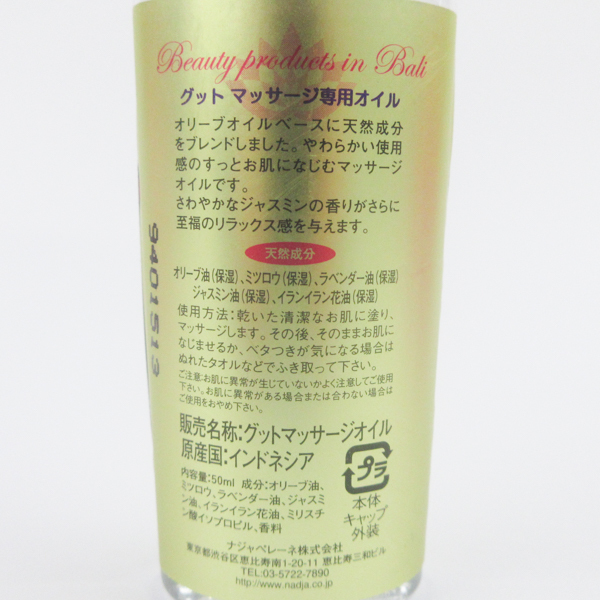 Beauty products in Bali
グット マッサージ専用オイル
オリーブオイルベースに天然成分
をブレンドしました。やわらかい使用
感のすっとお肌になじむマッサージ
オイルです。
さわやかなジャスミンの香りがさらに
至福のリラックス感を与えます。
天然成分
オリーブ油(保湿)、ミツロウ(保湿)、ラベンダー油(保湿)
ジャスミン油(保湿)、イランイラン花油(保湿)
使用方法:乾いた清潔なお肌に塗り、
マッサージします。その後、そのままお肌に
なじませるか、ベタつきが気になる場合は
ぬれたタオルなどでふき取って下さい。
ご注意:お肌に異常が生じていないかよく注意してご使用
下さい。お肌に異常がある場合または合わない場合は
ご使用をおやめ下さい。
販売名称:グットマッサージオイル
原産国:インドネシア
内容量:50ml 成分:オリーブ油、
ミツロウ、ラベンダー油、ジャスミ
ン油、イランイラン花油、ミリスチ
ン酸イソプロピル、香料
プラ
本体
キャップ
外装
ナジャベレーネ株式会社
東京都渋谷区恵比寿南1-20-11 恵比寿三和ビル
TEL:03-5722-7890
http://www.nadja.co.jp
9401513